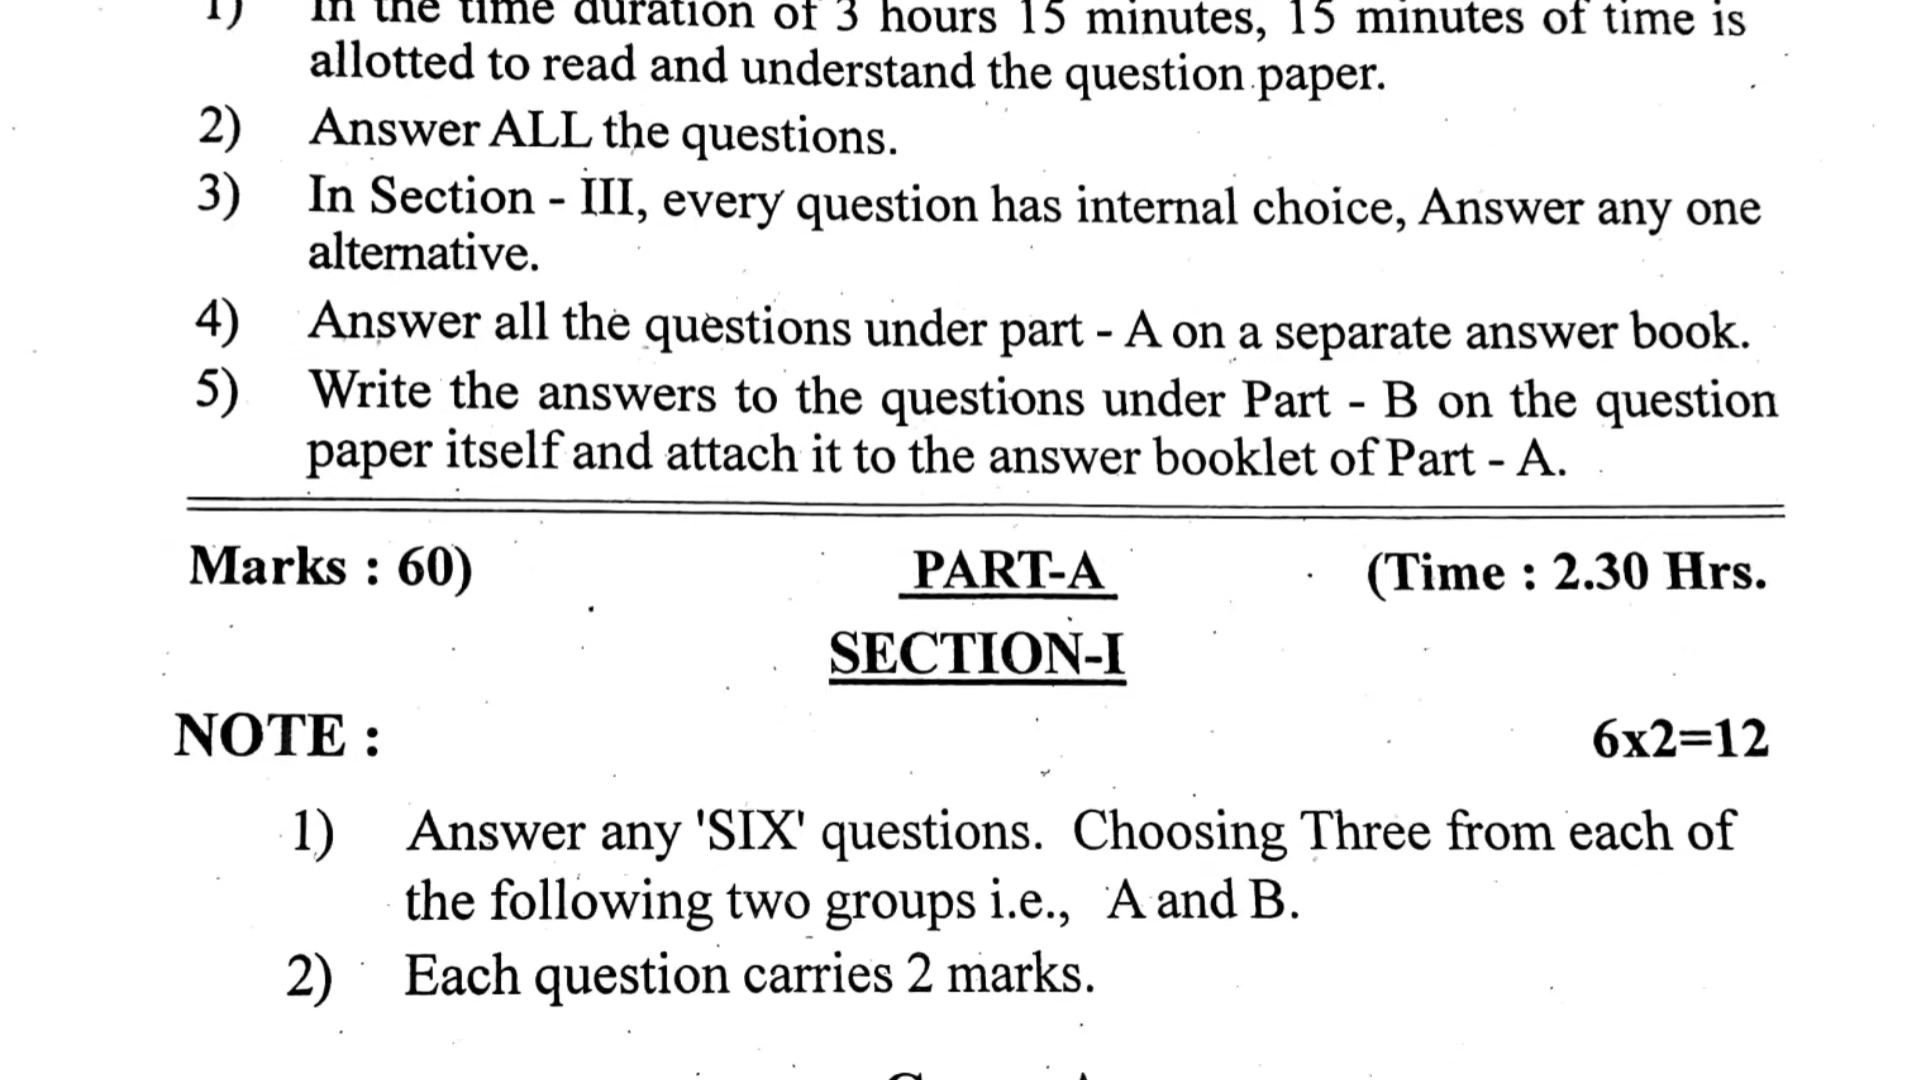 1) In the time duration of 3 hours 15 minutes, 15 minutes of time is
allotted to read and understand the question paper.
2) Answer ALL the questions.
3) In Section - III, every question has internal choice, Answer any one
alternative.
4) Answer all the questions under part - A on a separate answer book.
5) Write the answers to the questions under Part - B on the question
paper itself and attach it to the answer booklet of Part - A.
Marks : 60) PART-A (Time : 2.30 Hrs.
SECTION-I
NOTE : 6x2=12
1) Answer any 'SIX' questions. Choosing Three from each of
the following two groups i.e., A and B.
2) Each question carries 2 marks.